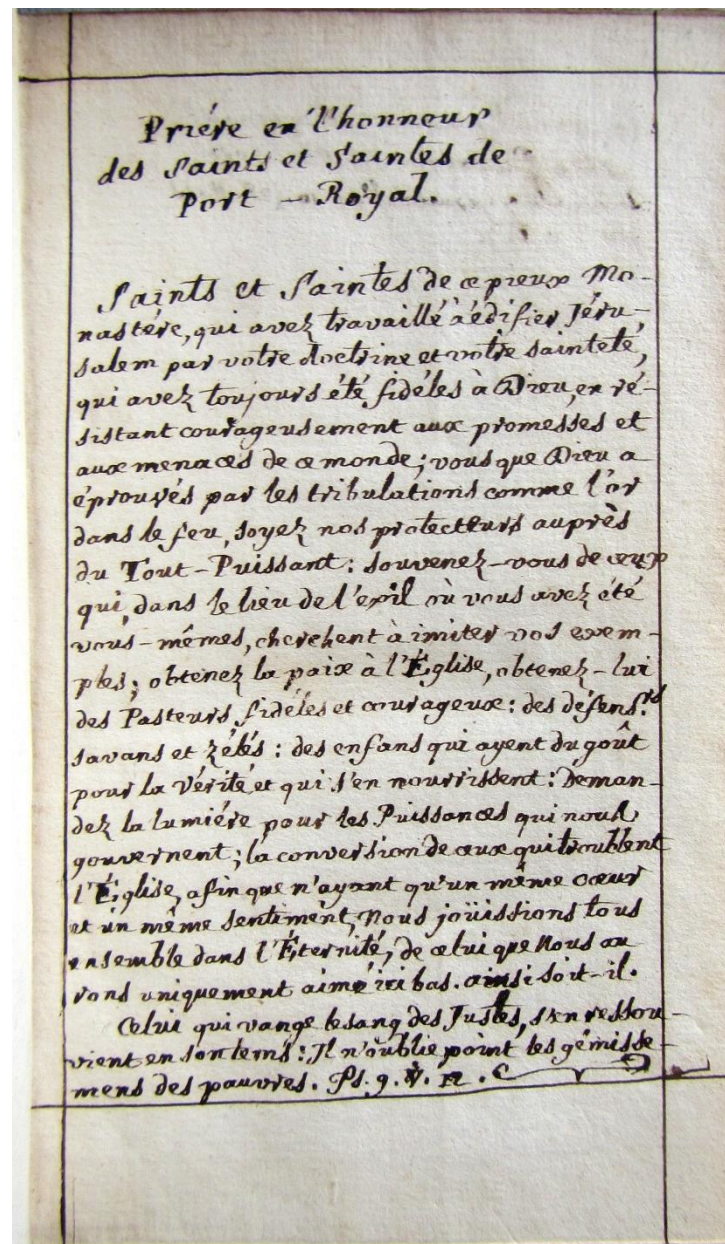 Priére en l'honneur
des Saints et Saintes de
Port - Royal.
Saints et Saintes de ce pieux Mo-
nastére, qui avez travaillé à édifier Jéru-
salem par votre doctrine et votre sainteté,
qui avez toujours été fidéles à Dieu, en ré-
sistant courageusement aux promesses et
aux menaces de ce monde; vous que Dieu a
éprouvés par les tribulations comme l'or
dans le feu, soyez nos protecteurs auprès
du Tout-Puissant: souvenez-vous de ceux
qui, dans le lieu de l'exil où vous avez été
vous-mêmes, cherchent à imiter vos exem-
ples; obtenez la paix à l'Église, obtenez-lui
des Pasteurs fidéles et courageux: des défens.rs
savans et zélés: des enfans qui ayent du goût
pour la vérité et qui s'en nourrissent: Deman-
dez la lumiére pour les Puissances qui nous
gouvernent; la conversion de ceux qui troublent
l'Église, afin que n'ayant qu'un même cœur
et un même sentiment, Nous joüissions tous
ensemble dans l'Éternité, de celui que Nous au
rons uniquement aimé ici bas. ainsi soit-il.
Celui qui vange le sang des Justes, s'en ressou-
vient en son tems: Il n'oublie point les gémisse-
mens des pauvres. Ps. 9. v. 12.